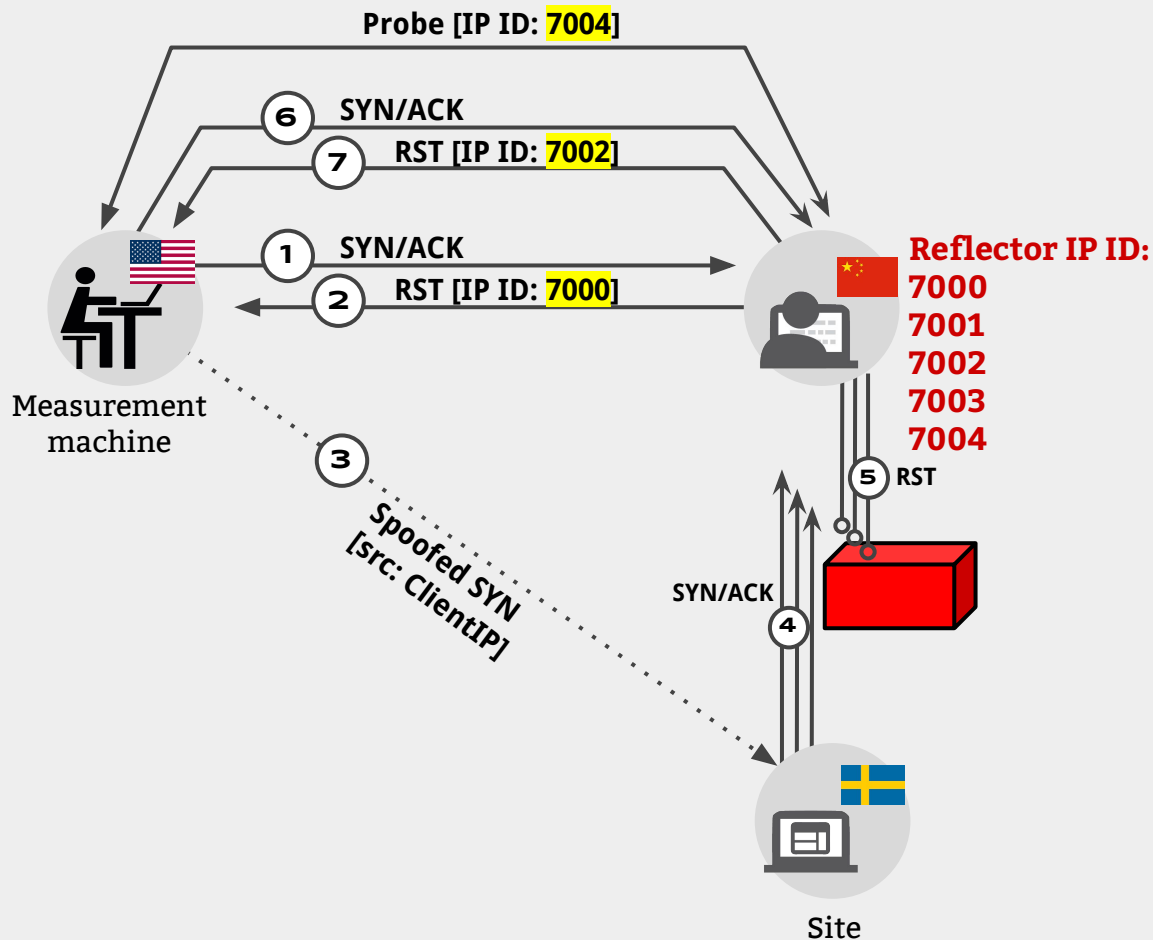 Probe [IP ID: 7004]
6
SYN/ACK
7
RST [IP ID: 7002]
1
SYN/ACK
2
RST [IP ID: 7000]
Reflector IP ID:
7000
7001
7002
7003
7004
Measurement
machine
3
Spoofed SYN
[src: ClientIP]
5
RST
SYN/ACK
4
Site